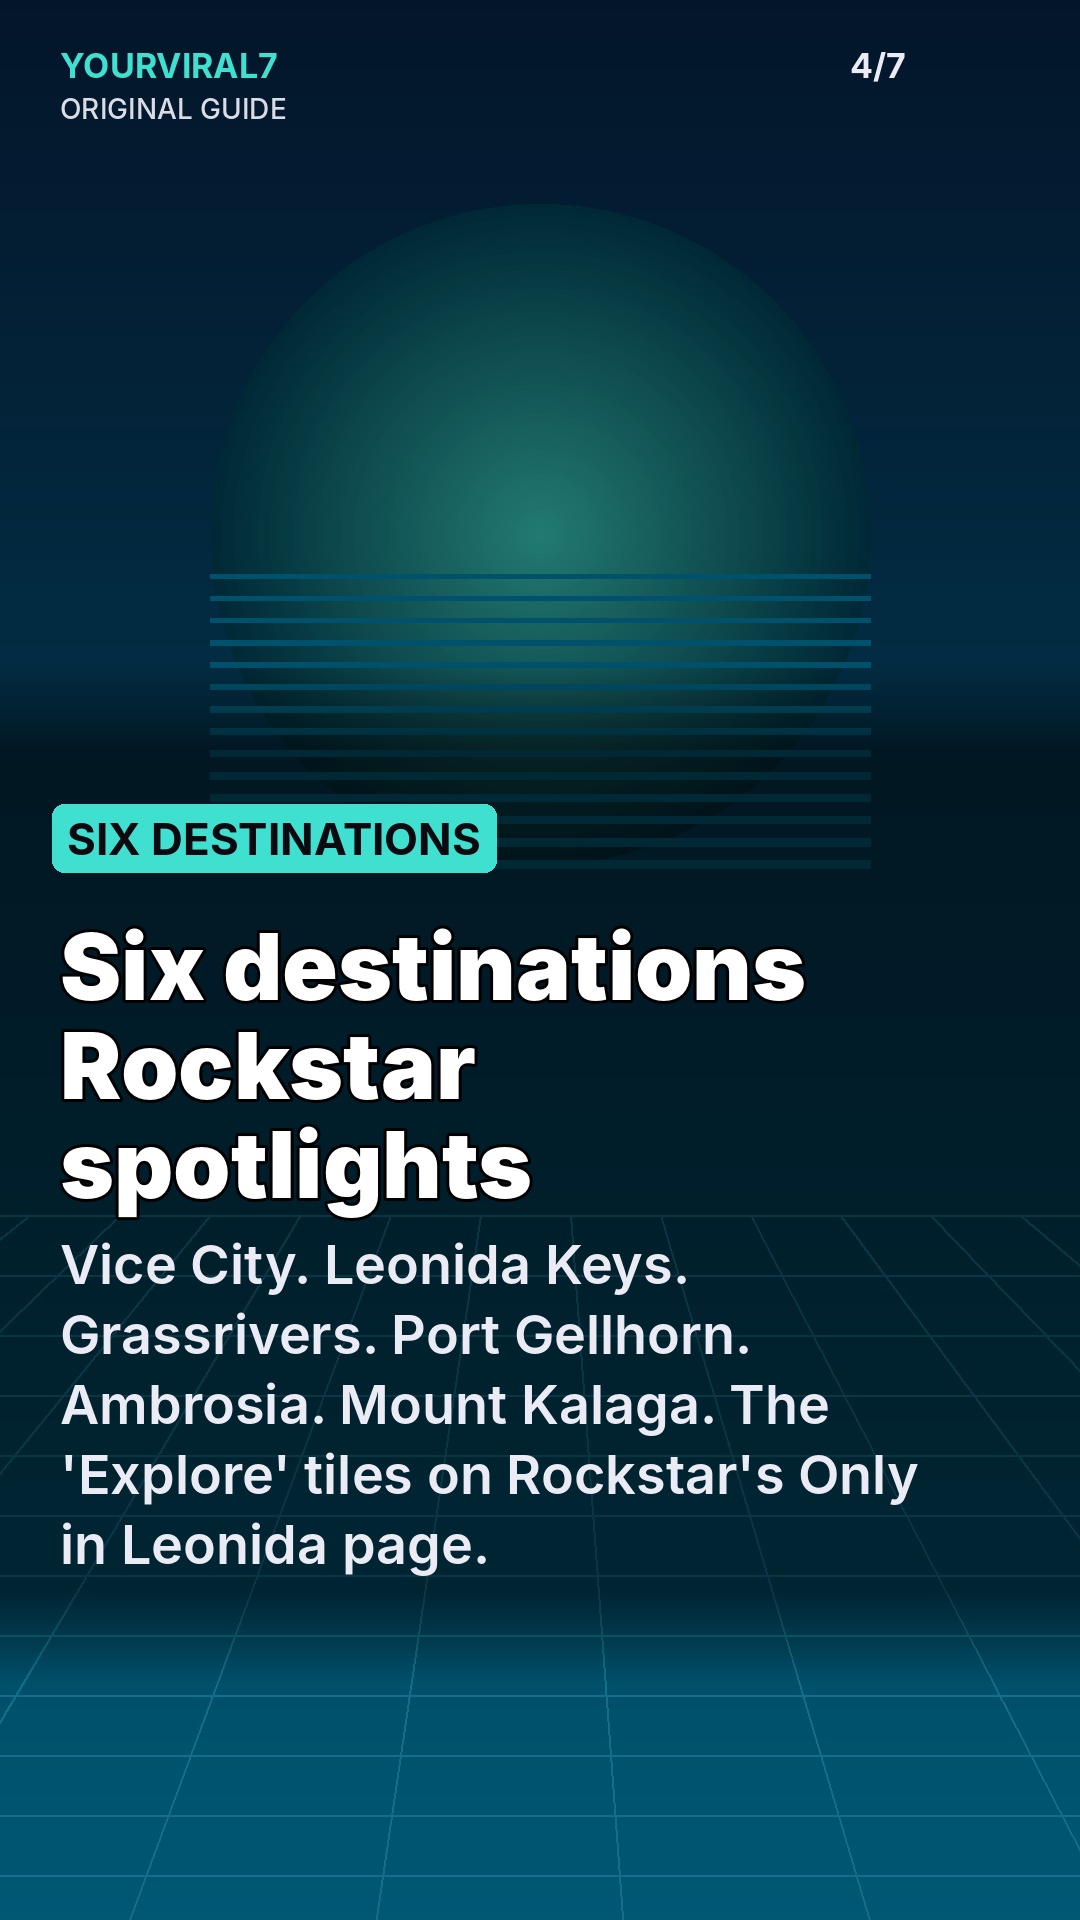 YOURVIRAL7
4/7
ORIGINAL GUIDE
SIX DESTINATIONS
Six destinations
Rockstar
spotlights
Vice City. Leonida Keys.
Grassrivers. Port Gellhorn.
Ambrosia. Mount Kalaga. The
'Explore' tiles on Rockstar's Only
in Leonida page.